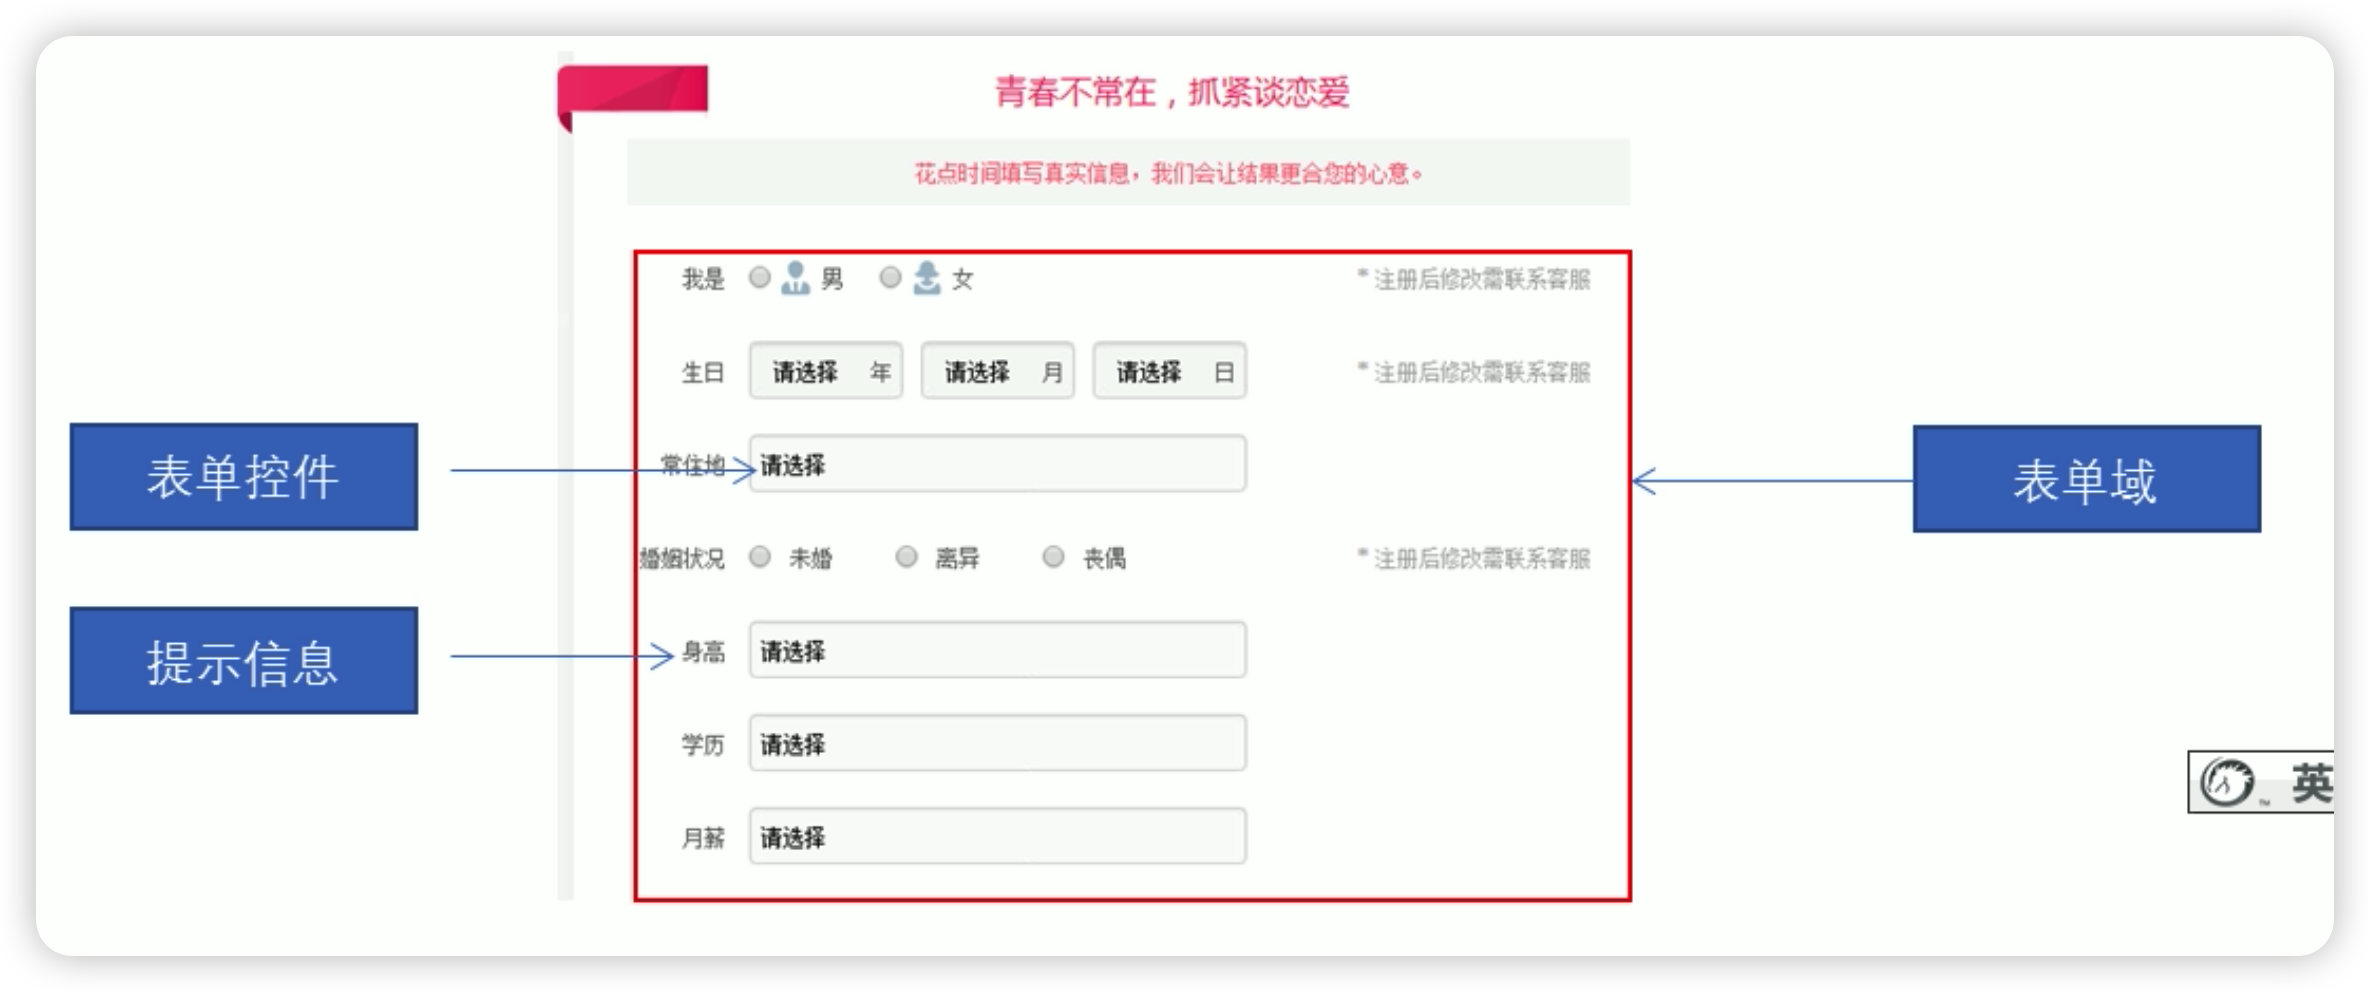 青春不常在，抓紧谈恋爱
花点时间填写真实信息，我们会让结果更合您的心意。
我是 男 女 * 注册后修改需联系客服
生日 请选择 年 请选择 月 请选择 日 * 注册后修改需联系客服
表单控件
常住地 请选择
表单域
婚姻状况 未婚 离异 丧偶 * 注册后修改需联系客服
提示信息
身高 请选择
学历 请选择
月薪 请选择
英